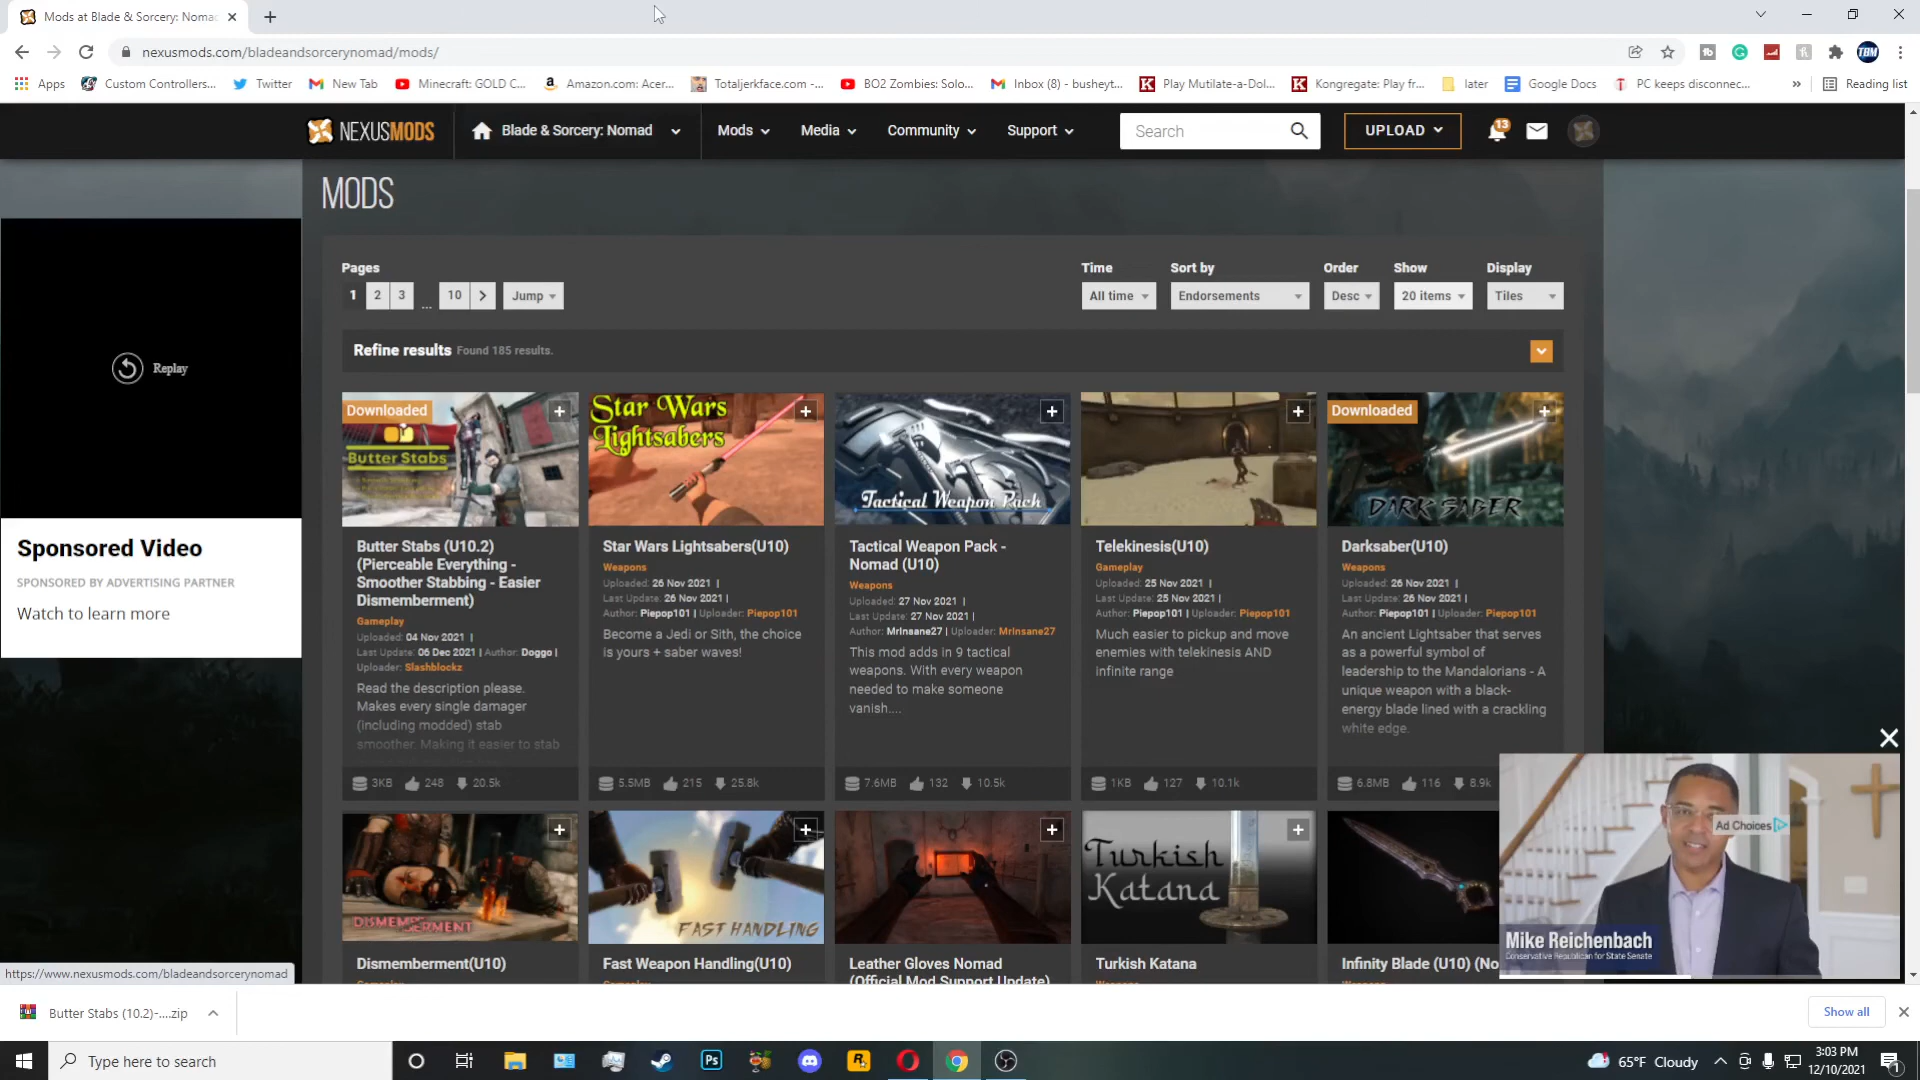 Mods at Blade & Sorcery: Noma
nexusmods.com/bladeandsorcerynomad/mods/
Apps
Custom Controllers...
Twitter
New Tab
Minecraft: GOLD C...
Amazon.com: Acer...
Totaljerkface.com -...
BO2 Zombies: Solo...
Inbox (8) - busheyt...
Play Mutilate-a-Dol...
Kongregate: Play fr...
later
Google Docs
PC keeps disconnec...
»
Reading list
NEXUSMODS
Blade & Sorcery: Nomad
Mods
Media
Community
Support
Search
UPLOAD
13
MODS
Pages
1 2 3 ... 10 > Jump
Time
All time
Sort by
Endorsements
Order
Desc
Show
20 items
Display
Tiles
Refine results Found 185 results.
Replay
Sponsored Video
SPONSORED BY ADVERTISING PARTNER
Watch to learn more
Downloaded
Butter Stabs
Butter Stabs (U10.2)
(Pierceable Everything -
Smoother Stabbing - Easier
Dismemberment)
Gameplay
Uploaded: 04 Nov 2021 |
Last Update: 06 Dec 2021 | Author: Doggo |
Uploader: Slashblockz
Read the description please.
Makes every single damager
(including modded) stab
smoother. Making it easier to stab
3KB 248 20.5k
Star Wars
Lightsabers
Star Wars Lightsabers(U10)
Weapons
Uploaded: 26 Nov 2021 |
Last Update: 26 Nov 2021 |
Author: Piepop101 | Uploader: Piepop101
Become a Jedi or Sith, the choice
is yours + saber waves!
5.5MB 215 25.8k
Tactical Weapon Pack
Tactical Weapon Pack -
Nomad (U10)
Weapons
Uploaded: 27 Nov 2021 |
Last Update: 27 Nov 2021 |
Author: MrInsane27 | Uploader: MrInsane27
This mod adds in 9 tactical
weapons. With every weapon
needed to make someone
vanish....
7.6MB 132 10.5k
Telekinesis(U10)
Gameplay
Uploaded: 25 Nov 2021 |
Last Update: 25 Nov 2021 |
Author: Piepop101 | Uploader: Piepop101
Much easier to pickup and move
enemies with telekinesis AND
infinite range
1KB 127 10.1k
Downloaded
DARK SABER
Darksaber(U10)
Weapons
Uploaded: 26 Nov 2021 |
Last Update: 26 Nov 2021 |
Author: Piepop101 | Uploader: Piepop101
An ancient Lightsaber that serves
as a powerful symbol of
leadership to the Mandalorians - A
unique weapon with a black-
energy blade lined with a crackling
white edge.
6.8MB 116 8.9k
DISMEMBERMENT
Dismemberment(U10)
FAST HANDLING
Fast Weapon Handling(U10)
Leather Gloves Nomad
(Official Mod Support Update)
Turkish
Katana
Turkish Katana
Weapons
Infinity Blade (U10) (No
Ad Choices
Mike Reichenbach
Conservative Republican for State Senate
https://www.nexusmods.com/bladeandsorcerynomad
Butter Stabs (10.2)-....zip
Show all
Type here to search
65°F Cloudy
3:03 PM
12/10/2021
1